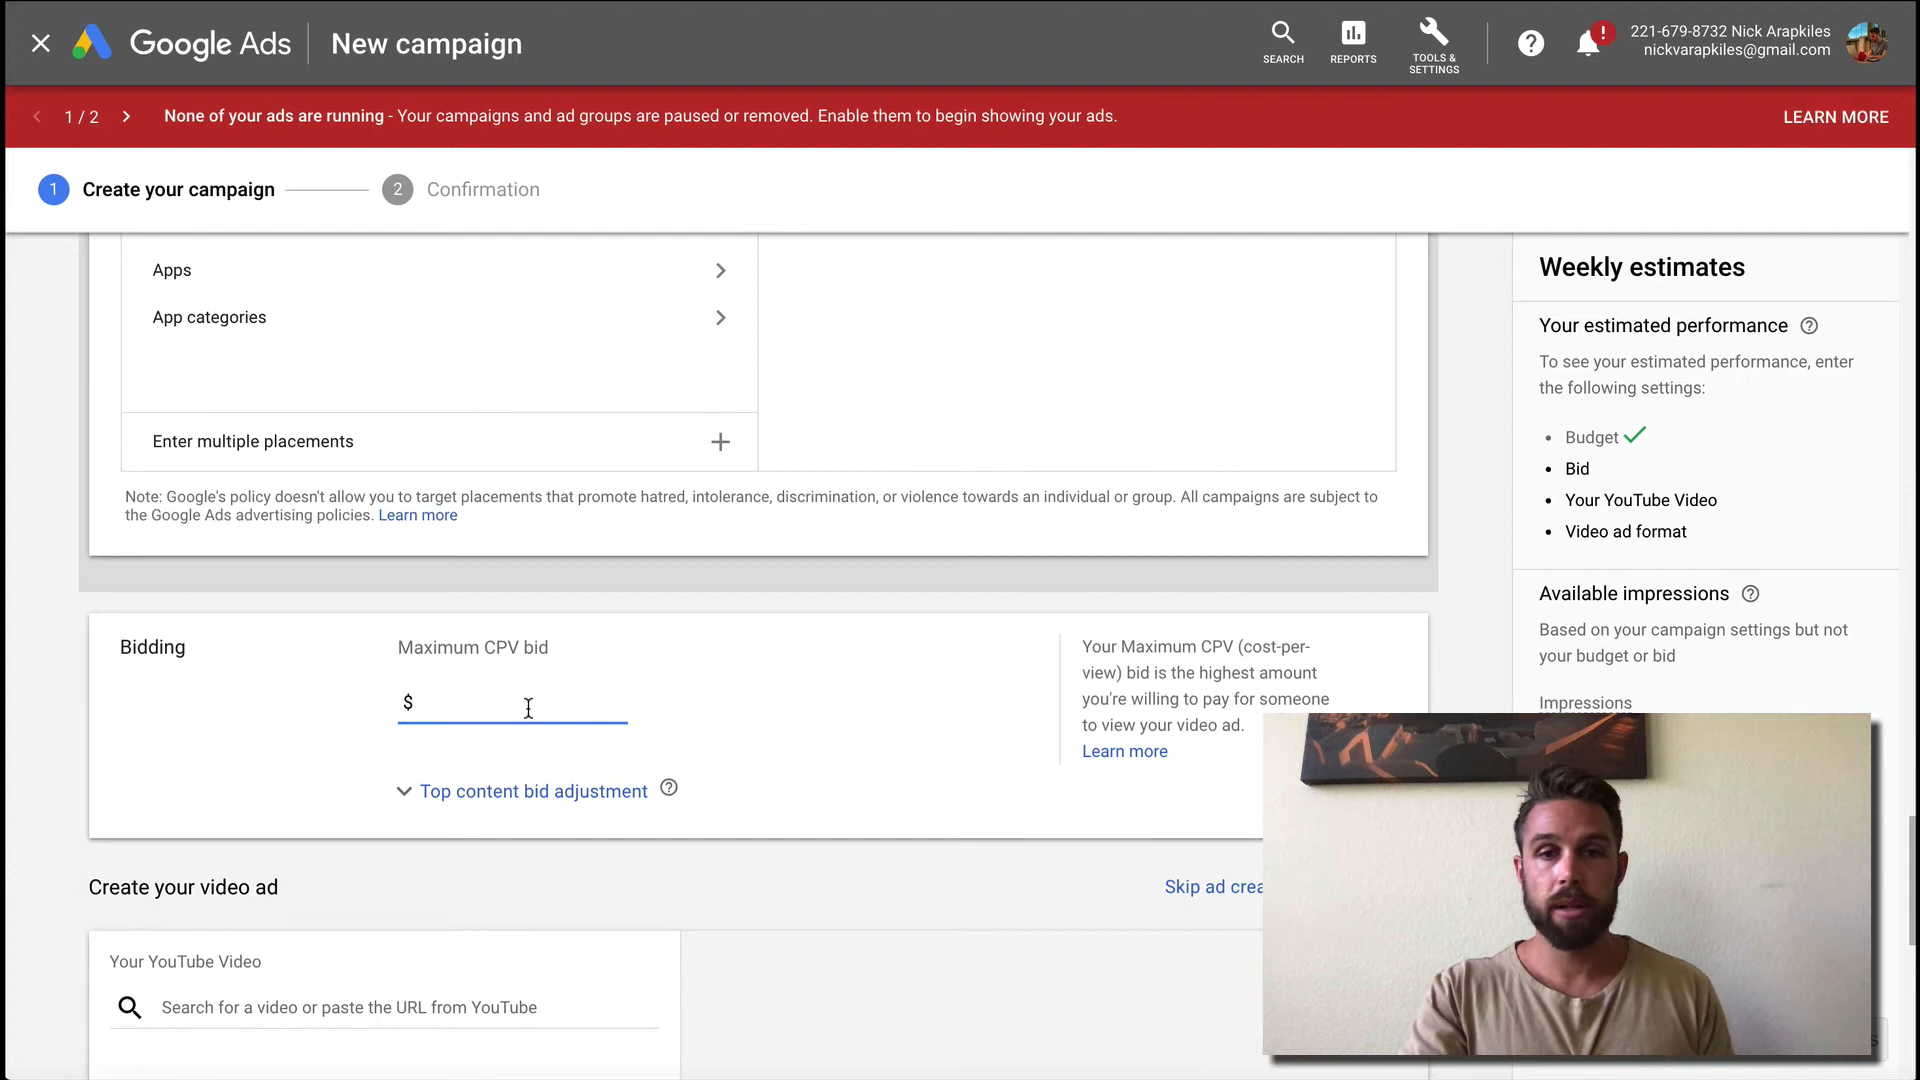 Google Ads
New campaign
SEARCH
REPORTS
TOOLS &
SETTINGS
221-679-8732 Nick Arapkiles
nickvarapkiles@gmail.com
1 / 2
None of your ads are running - Your campaigns and ad groups are paused or removed. Enable them to begin showing your ads.
LEARN MORE
1
Create your campaign
2
Confirmation
Apps
App categories
Enter multiple placements
Note: Google's policy doesn't allow you to target placements that promote hatred, intolerance, discrimination, or violence towards an individual or group. All campaigns are subject to
the Google Ads advertising policies. Learn more
Bidding
Maximum CPV bid
$
Top content bid adjustment
Your Maximum CPV (cost-per-
view) bid is the highest amount
you're willing to pay for someone
to view your video ad.
Learn more
Create your video ad
Skip ad crea
Your YouTube Video
Search for a video or paste the URL from YouTube
Weekly estimates
Your estimated performance
To see your estimated performance, enter
the following settings:
• Budget
• Bid
• Your YouTube Video
• Video ad format
Available impressions
Based on your campaign settings but not
your budget or bid
Impressions